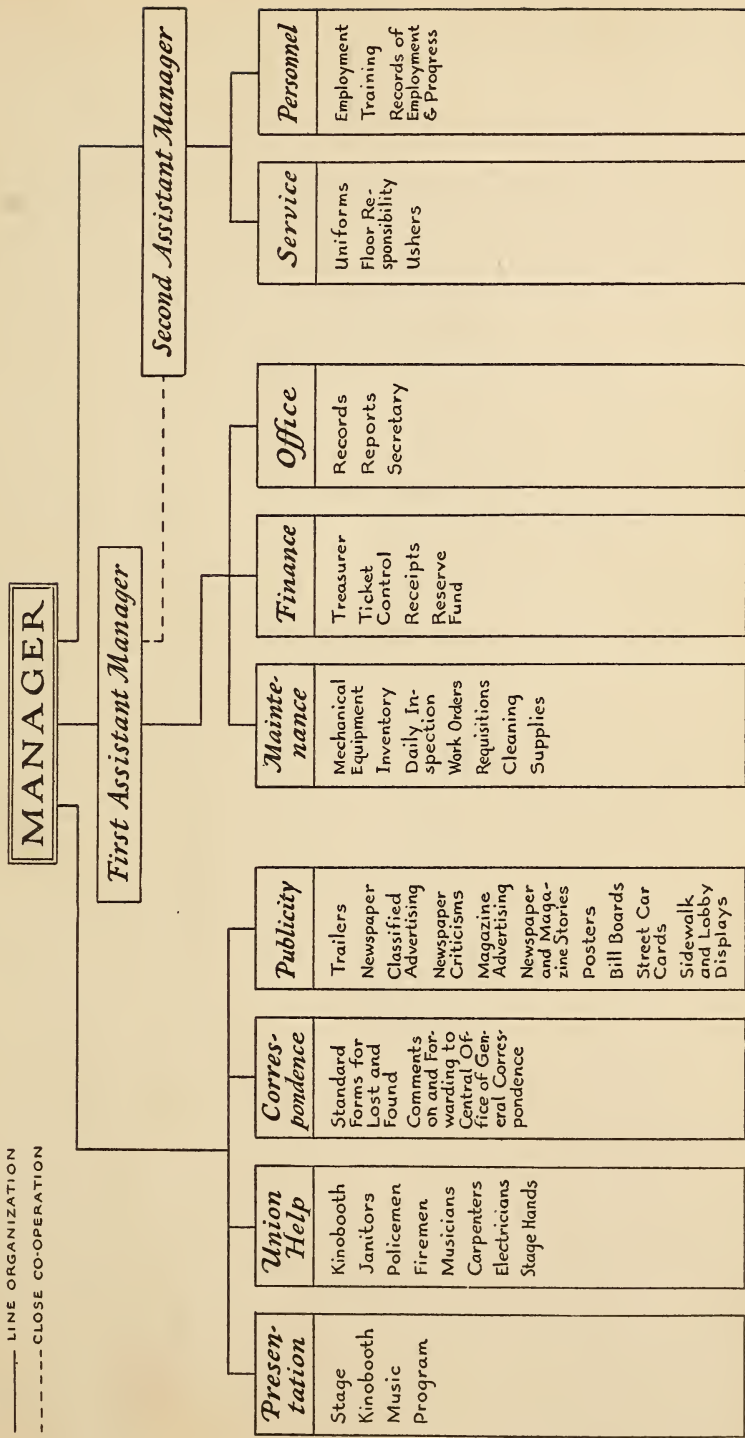 LINE ORGANIZATION
CLOSE CO-OPERATION
MANAGER
First Assistant Manager
Second Assistant Manager
Presen-
tation
Stage
Kinobooth
Music
Program
Union
Help
Kinobooth
Janitors
Policemen
Firemen
Musicians
Carpenters
Electricians
Stage Hands
Corres-
pondence
Standard
Forms for
Lost and
Found
Comments
on and For-
warding to
Central Of-
fice of Gen-
eral Corres-
pondence
Publicity
Trailers
Newspaper
Classified
Advertising
Newspaper
Criticisms
Magazine
Advertising
Newspaper
and Maga-
zine Stories
Posters
Bill Boards
Street Car
Cards
Sidewalk
and Lobby
Displays
Mainte-
nance
Mechanical
Equipment
Inventory
Daily In-
spection
Work Orders
Requisitions
Cleaning
Supplies
Finance
Treasurer
Ticket
Control
Receipts
Reserve
Fund
Office
Records
Reports
Secretary
Service
Uniforms
Floor Re-
sponsibility
Ushers
Personnel
Employment
Training
Records of
Employment
& Progress